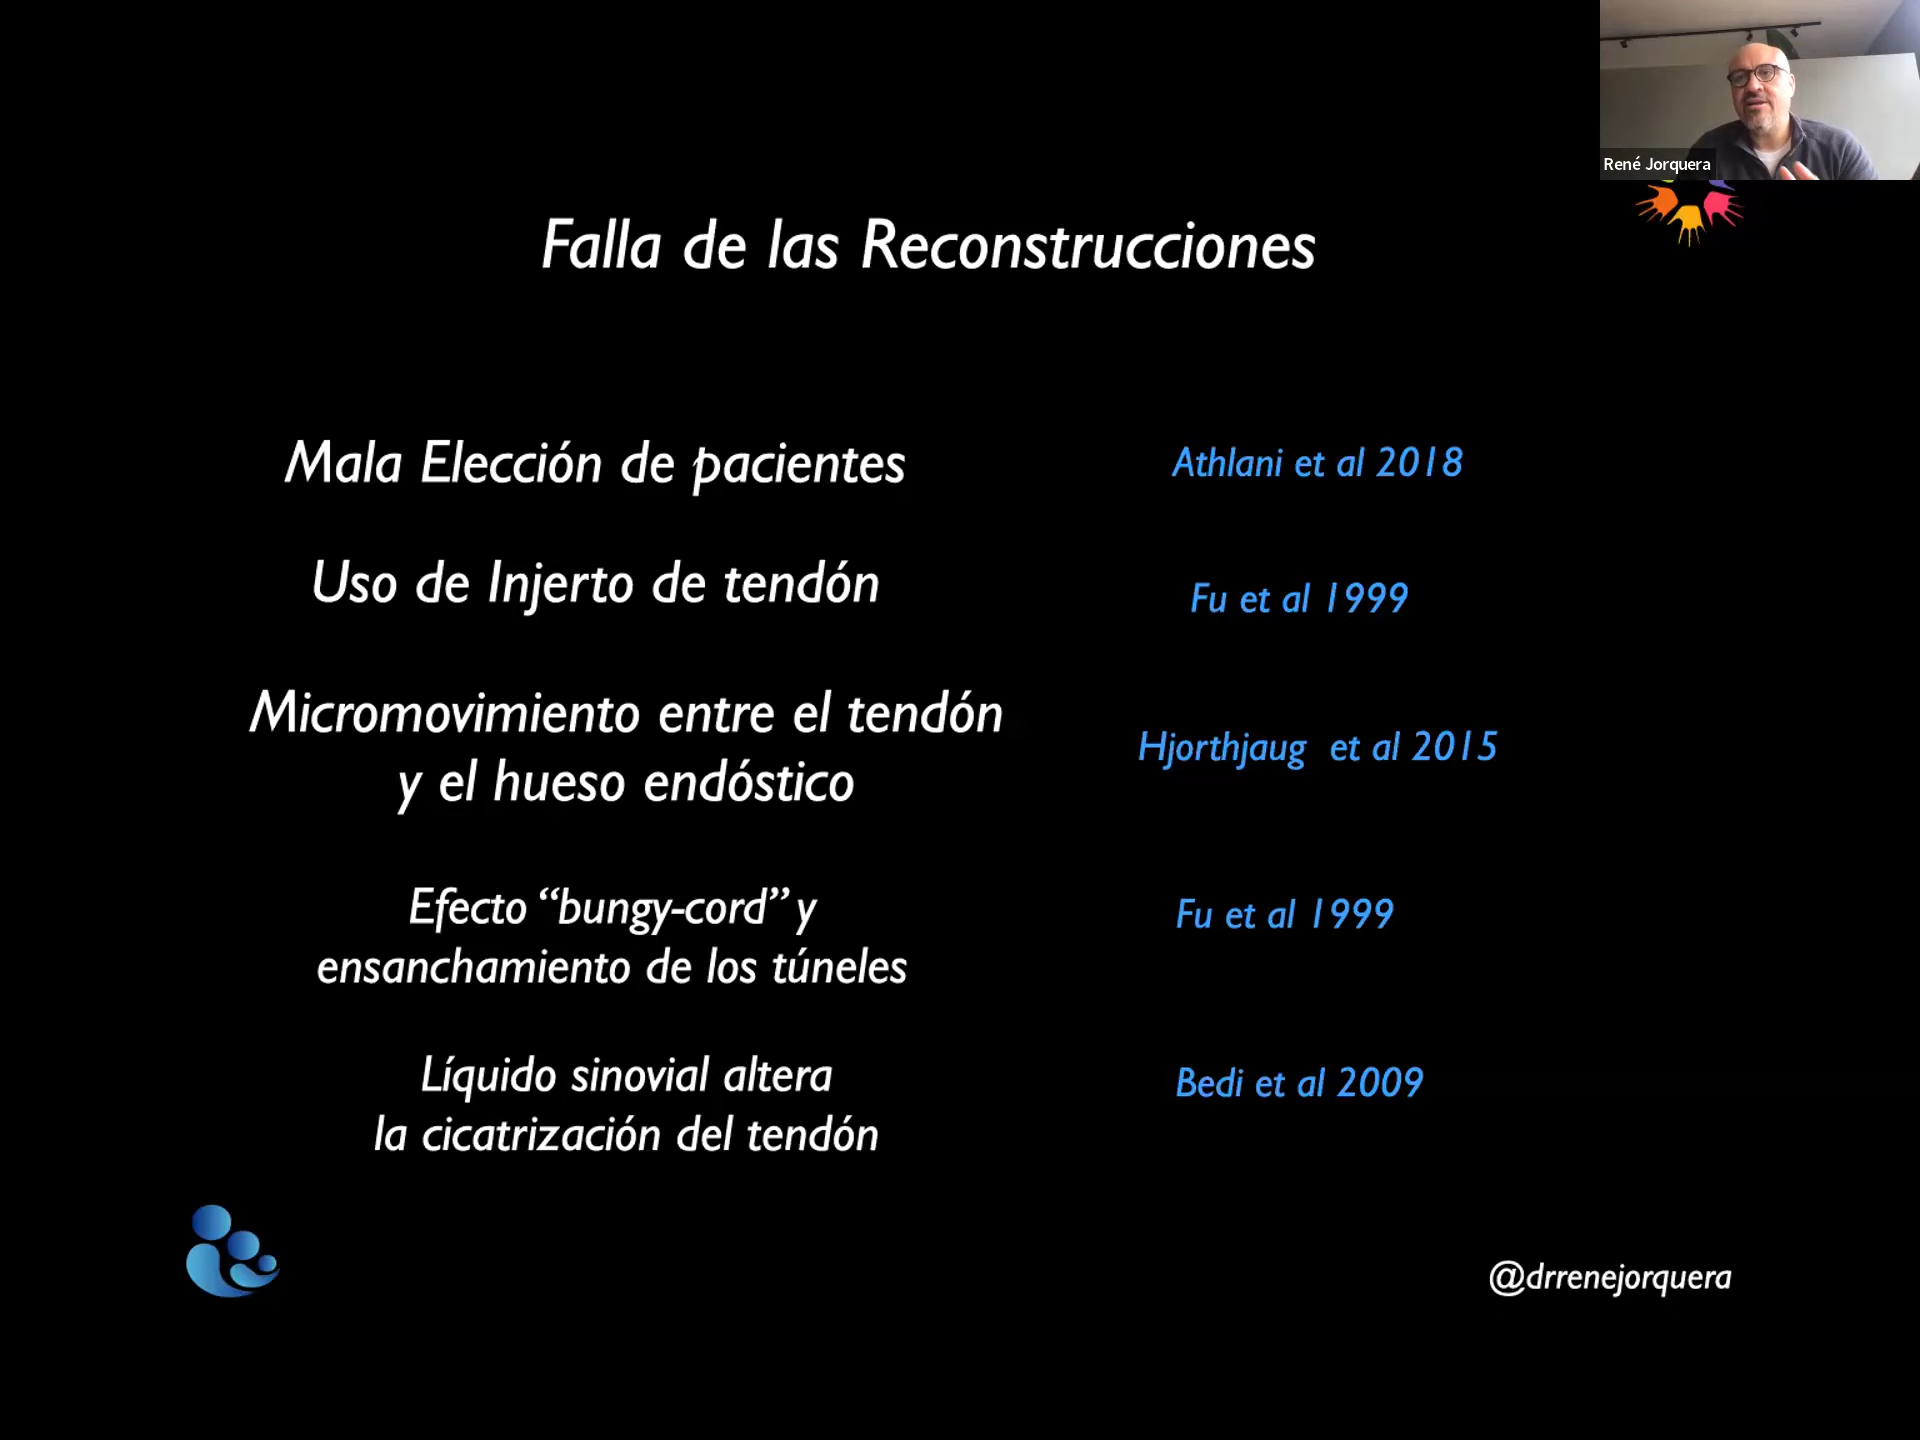 René Jorquera
Falla de las Reconstrucciones
Mala Elección de pacientes
Athlani et al 2018
Uso de Injerto de tendón
Fu et al 1999
Micromovimiento entre el tendón
y el hueso endóstico
Hjorthjaug et al 2015
Efecto “bungy-cord” y
ensanchamiento de los túneles
Fu et al 1999
Líquido sinovial altera
la cicatrización del tendón
Bedi et al 2009
@drrenejorquera